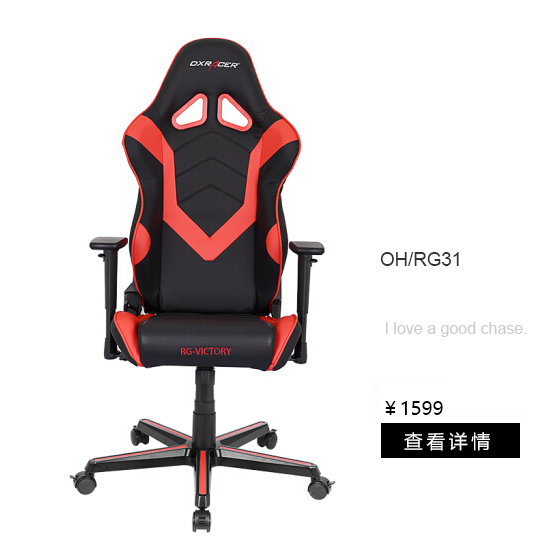 DXRACER
OH/RG31
I love a good chase.
RG-VICTORY
￥1599
查看详情